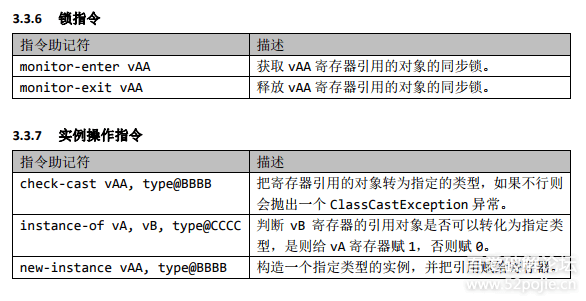 3.3.6 锁指令
指令助记符 描述
monitor-enter vAA 获取 vAA 寄存器引用的对象的同步锁。
monitor-exit vAA 释放 vAA 寄存器引用的对象的同步锁。
3.3.7 实例操作指令
指令助记符 描述
check-cast vAA, type@BBBB 把寄存器引用的对象转为指定的类型，如果不行则
会抛出一个 ClassCastException 异常。
instance-of vA, vB, type@CCCC 判断 vB 寄存器的引用对象是否可以转化为指定类
型，是则给 vA 寄存器赋 1，否则赋 0。
new-instance vAA, type@BBBB 构造一个指定类型的实例，并把引用赋给寄存器。
www.52pojie.cn